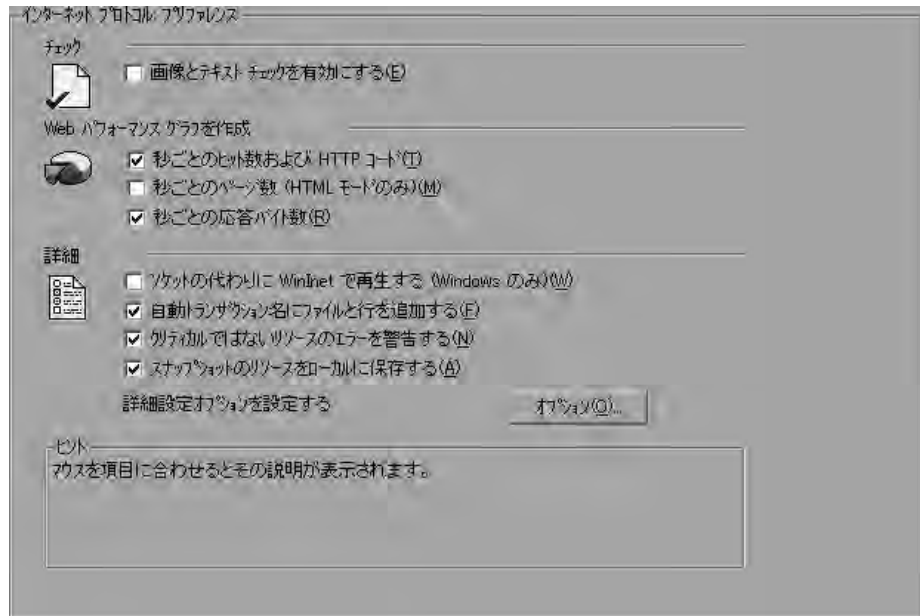 インターネット プロトコル: プリファレンス
チェック
画像とテキスト チェックを有効にする(E)
Web パフォーマンス グラフを作成
秒ごとのヒット数および HTTP コード(T)
秒ごとのページ数 (HTML モードのみ)(M)
秒ごとの応答バイト数(R)
詳細
ソケットの代わりに WinInet で再生する (Windows のみ)(W)
自動トランザクション名にファイルと行を追加する(F)
クリティカルではないリソースのエラーを警告する(N)
スナップショットのリソースをローカルに保存する(A)
詳細設定オプションを設定する
オプション(O)...
ヒント
マウスを項目に合わせるとその説明が表示されます。